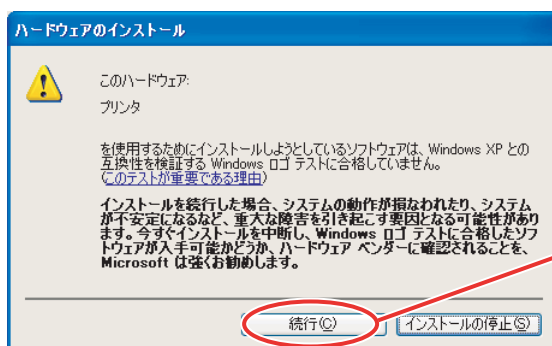 ハードウェアのインストール
このハードウェア:
プリンタ
を使用するためにインストールしようとしているソフトウェアは、Windows XP との
互換性を検証する Windows ロゴ テストに合格していません。
(このテストが重要である理由)
インストールを続行した場合、システムの動作が損なわれたり、システム
が不安定になるなど、重大な障害を引き起こす要因となる可能性があり
ます。今すぐインストールを中断し、Windows ロゴ テストに合格したソフ
トウェアが入手可能かどうか、ハードウェア ベンダーに確認されることを、
Microsoft は強くお勧めします。
続行(C) インストールの停止(S)